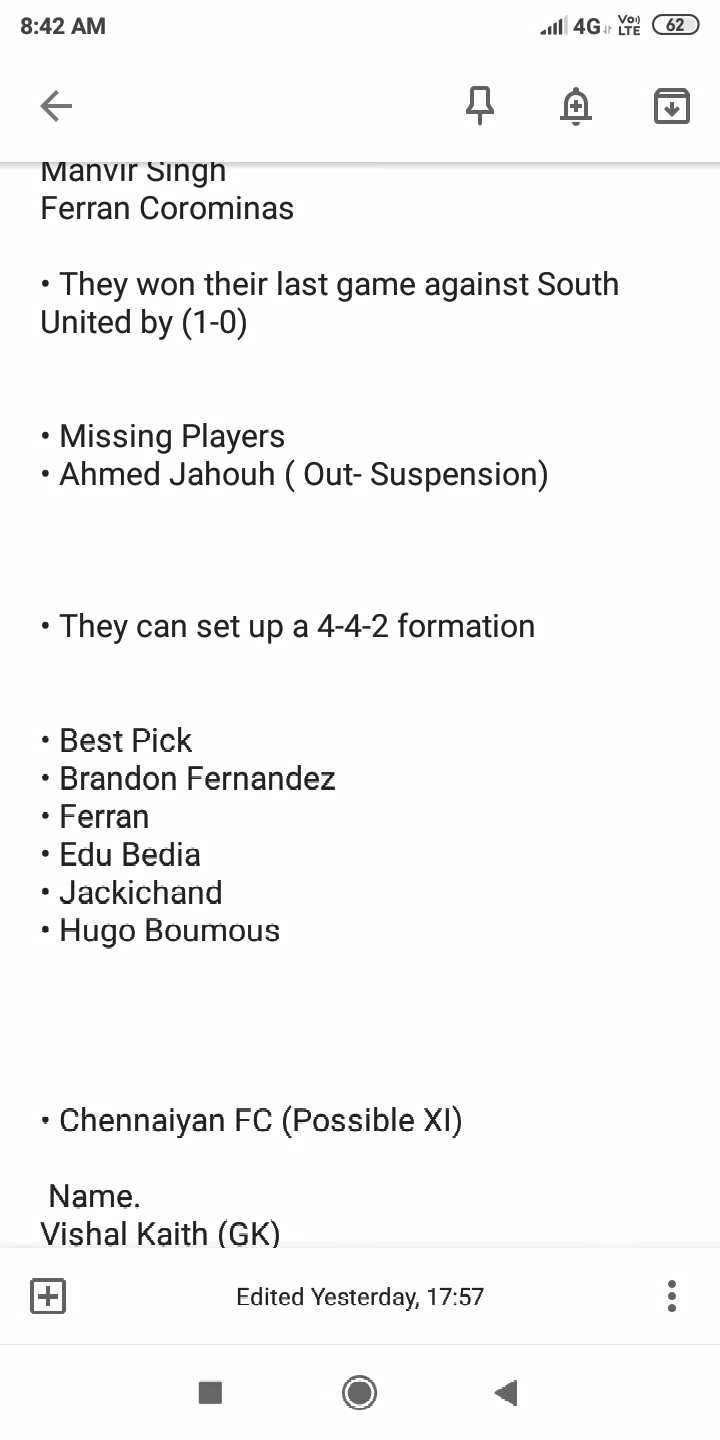 8:42 AM
4G Vo) LTE 62
Manvir Singh
Ferran Corominas
• They won their last game against South
United by (1-0)
• Missing Players
• Ahmed Jahouh ( Out- Suspension)
• They can set up a 4-4-2 formation
• Best Pick
• Brandon Fernandez
• Ferran
• Edu Bedia
• Jackichand
• Hugo Boumous
• Chennaiyan FC (Possible XI)
Name.
Vishal Kaith (GK)
Edited Yesterday, 17:57